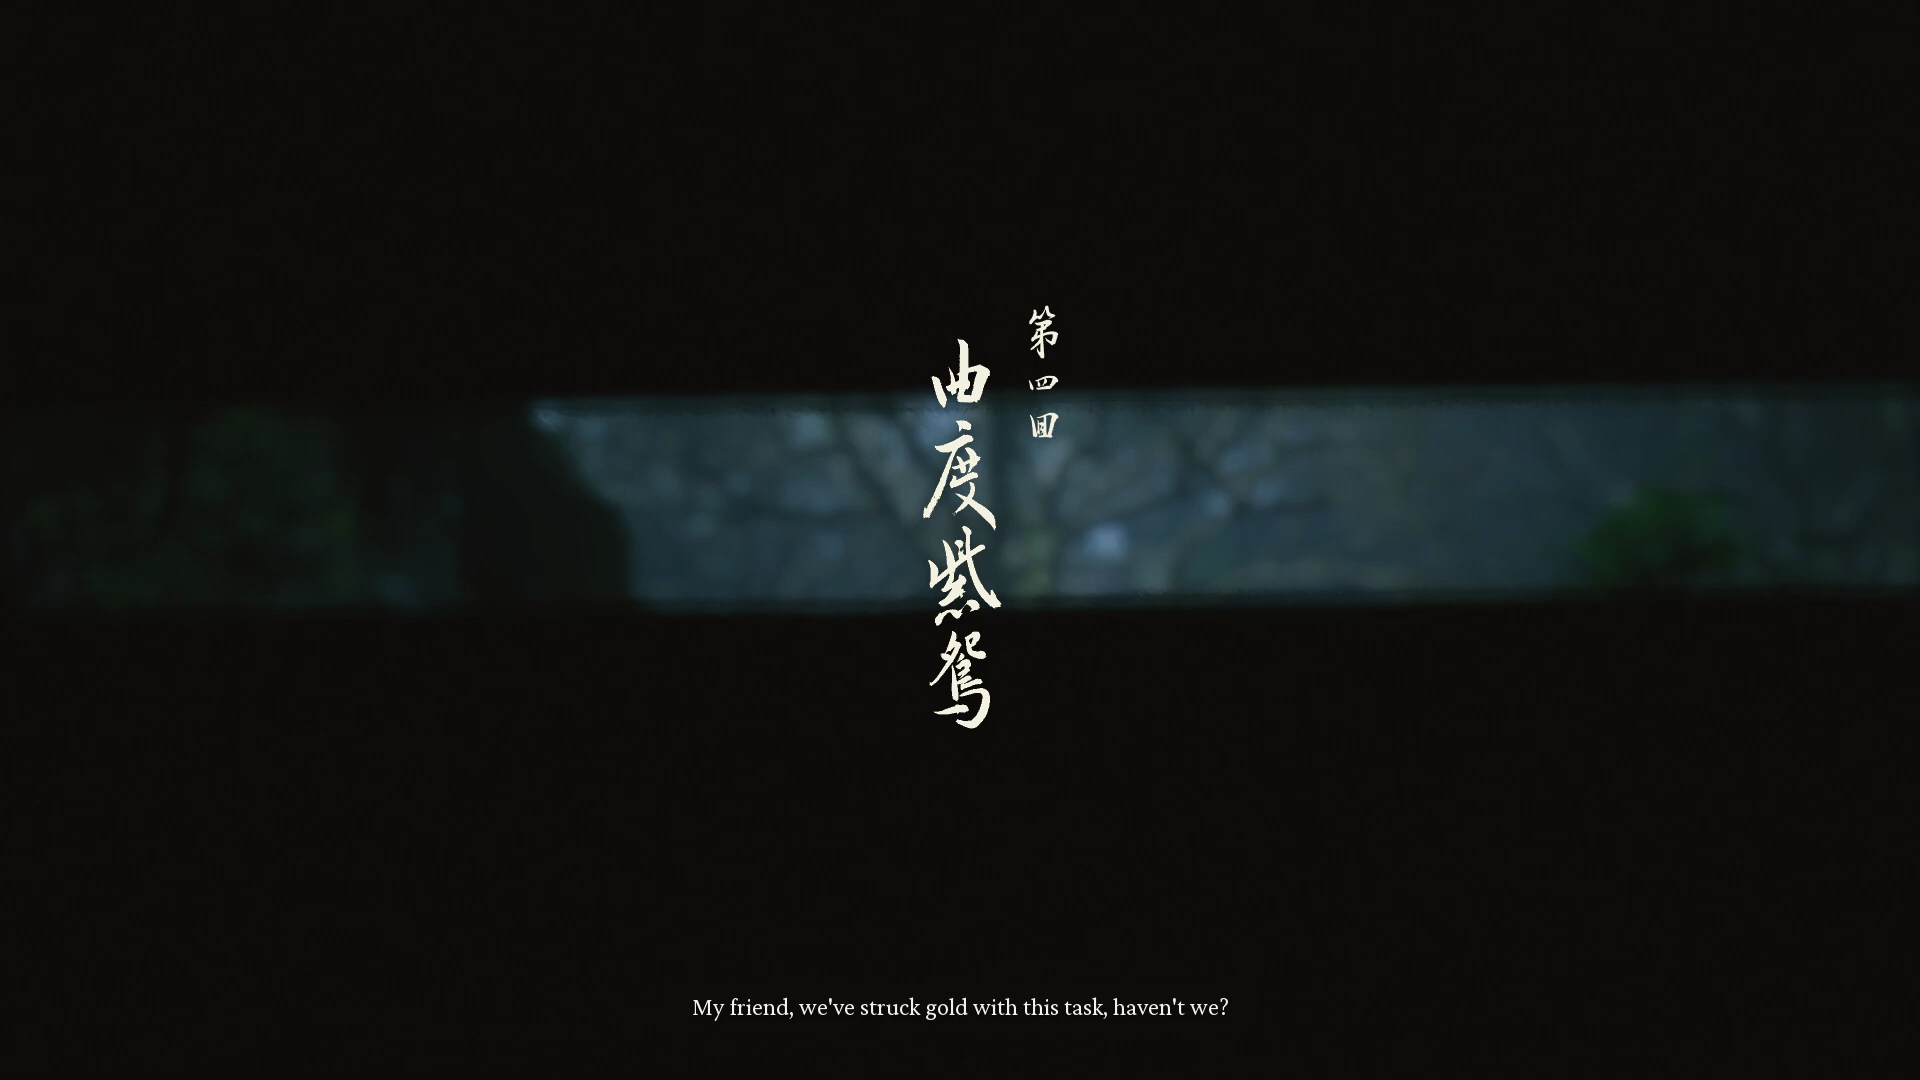 第四回
曲度紫鸳
My friend, we've struck gold with this task, haven't we?